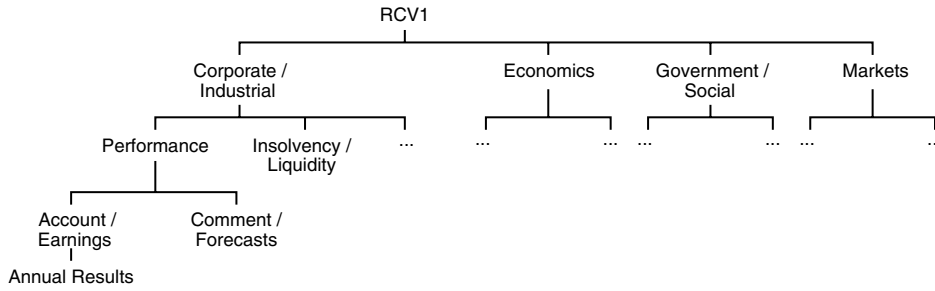 RCV1
Corporate /
Industrial
Economics
Government /
Social
Markets
Performance
Insolvency /
Liquidity
...
...
...
...
...
...
..
Account /
Earnings
Comment /
Forecasts
Annual Results